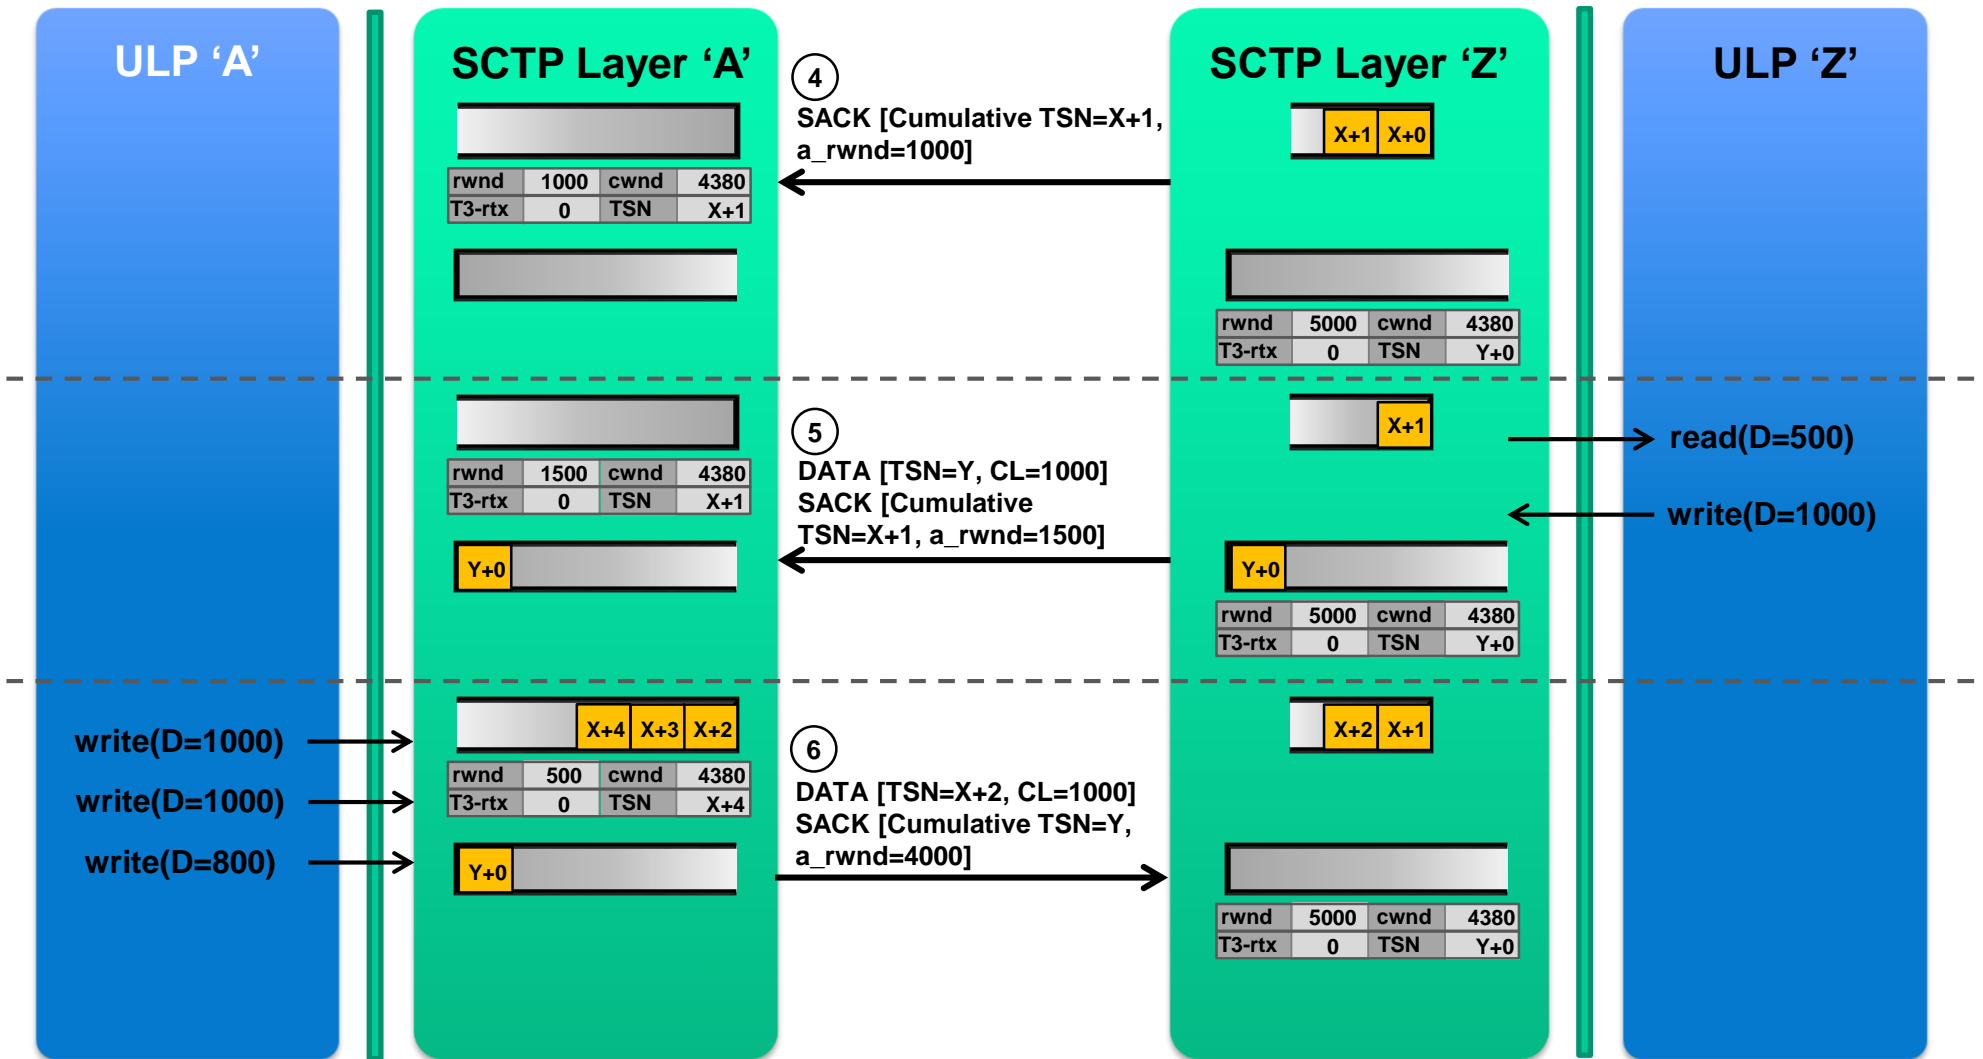 ULP ‘A’
SCTP Layer ‘A’
SCTP Layer ‘Z’
ULP ‘Z’
4
SACK [Cumulative TSN=X+1,
a_rwnd=1000]
X+1 X+0
rwnd 1000 cwnd 4380
T3-rtx 0 TSN X+1
rwnd 5000 cwnd 4380
T3-rtx 0 TSN Y+0
5
DATA [TSN=Y, CL=1000]
SACK [Cumulative
TSN=X+1, a_rwnd=1500]
X+1
read(D=500)
rwnd 1500 cwnd 4380
T3-rtx 0 TSN X+1
write(D=1000)
Y+0
Y+0
rwnd 5000 cwnd 4380
T3-rtx 0 TSN Y+0
write(D=1000)
write(D=1000)
write(D=800)
X+4 X+3 X+2
rwnd 500 cwnd 4380
T3-rtx 0 TSN X+4
Y+0
6
DATA [TSN=X+2, CL=1000]
SACK [Cumulative TSN=Y,
a_rwnd=4000]
X+2 X+1
rwnd 5000 cwnd 4380
T3-rtx 0 TSN Y+0